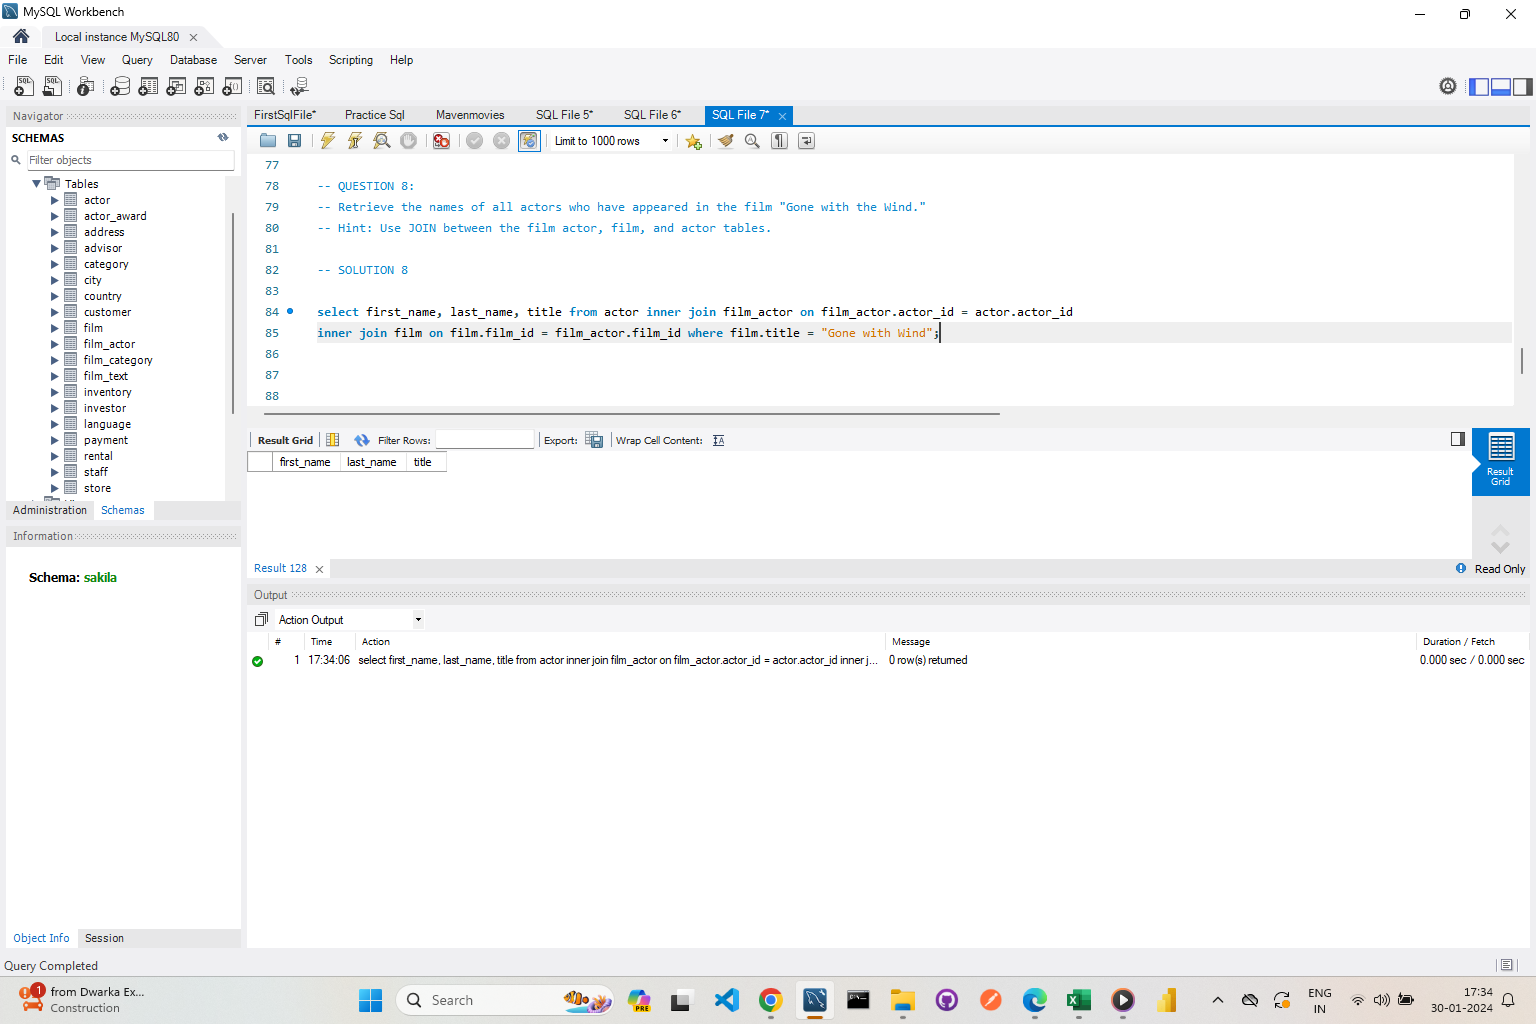 MySQL Workbench
Local instance MySQL80
File Edit View Query Database Server Tools Scripting Help
Navigator
SCHEMAS
Filter objects
Tables
actor
actor_award
address
advisor
category
city
country
customer
film
film_actor
film_category
film_text
inventory
investor
language
payment
rental
staff
store
Administration Schemas
Information
Schema: sakila
Object Info Session
FirstSqlFile* Practice Sql Mavenmovies SQL File 5* SQL File 6* SQL File 7*
Limit to 1000 rows
77
78 -- QUESTION 8:
79 -- Retrieve the names of all actors who have appeared in the film "Gone with the Wind."
80 -- Hint: Use JOIN between the film actor, film, and actor tables.
81
82 -- SOLUTION 8
83
84 select first_name, last_name, title from actor inner join film_actor on film_actor.actor_id = actor.actor_id
85 inner join film on film.film_id = film_actor.film_id where film.title = "Gone with Wind";
86
87
88
Result Grid Filter Rows: Export: Wrap Cell Content:
first_name last_name title
Result Grid
Result 128
Read Only
Output
Action Output
# Time Action Message Duration / Fetch
1 17:34:06 select first_name, last_name, title from actor inner join film_actor on film_actor.actor_id = actor.actor_id inner j... 0 row(s) returned 0.000 sec / 0.000 sec
Query Completed
1 from Dwarka Ex...
Construction
Search
PRE
ENG
IN
17:34
30-01-2024